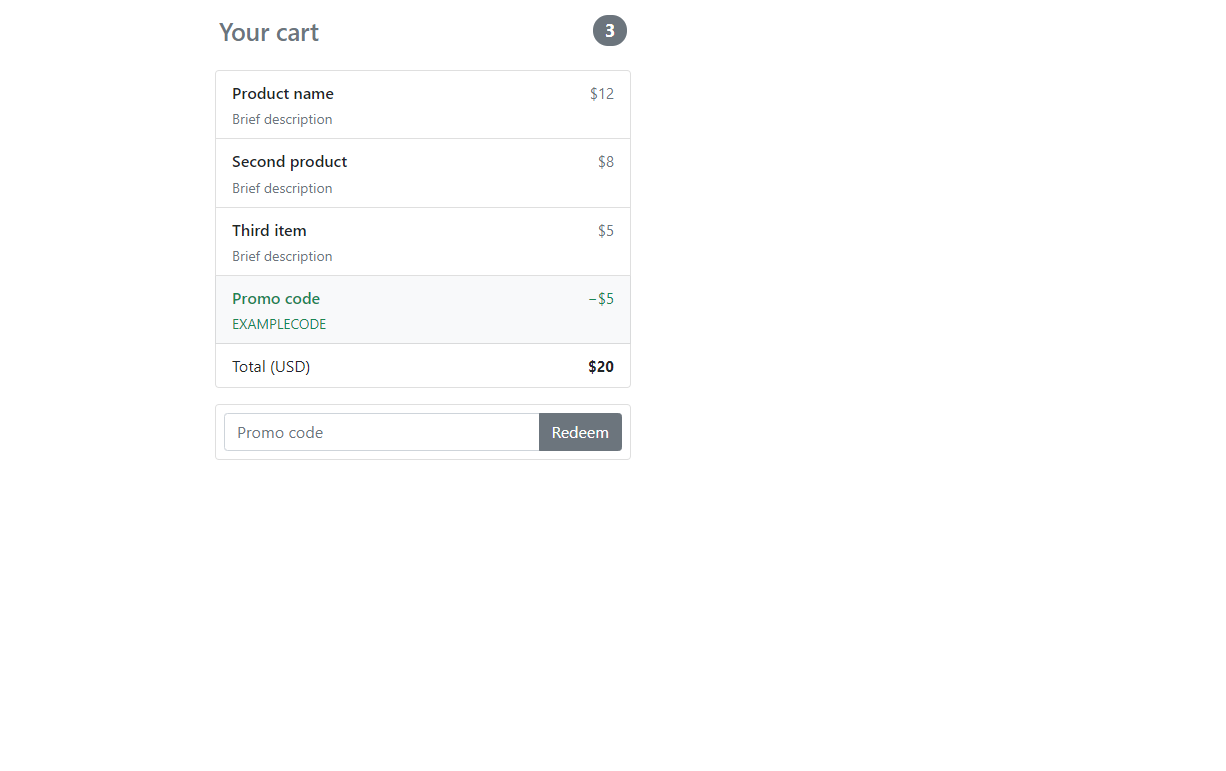 Your cart 3
Product name $12
Brief description
Second product $8
Brief description
Third item $5
Brief description
Promo code −$5
EXAMPLECODE
Total (USD) $20
Promo code Redeem